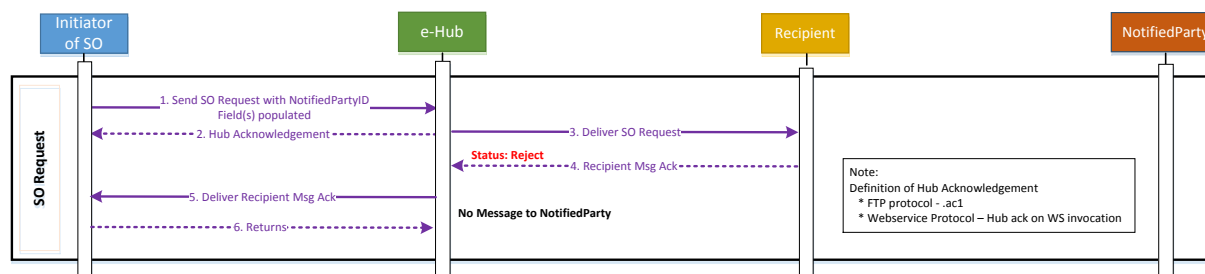 Initiator
of SO
e-Hub
Recipient
NotifiedParty
SO Request
1. Send SO Request with NotifiedPartyID
Field(s) populated
2. Hub Acknowledgement
3. Deliver SO Request
Status: Reject
4. Recipient Msg Ack
5. Deliver Recipient Msg Ack
No Message to NotifiedParty
6. Returns
Note:
Definition of Hub Acknowledgement
* FTP protocol - .ac1
* Webservice Protocol – Hub ack on WS invocation